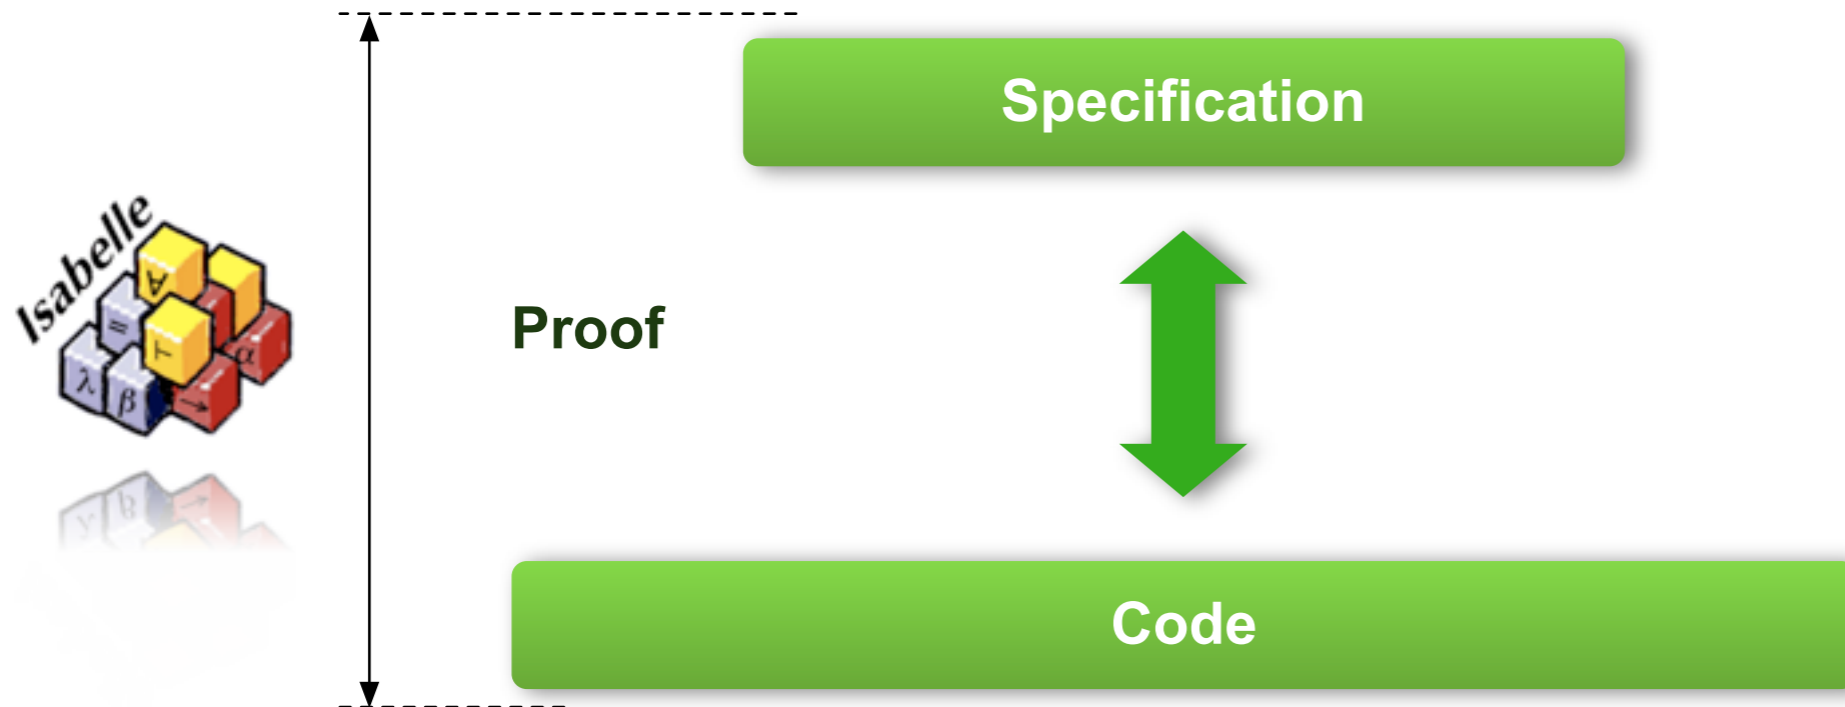 Specification
Isabelle
∀
=
⊢
α
λ
β
→
Proof
Code